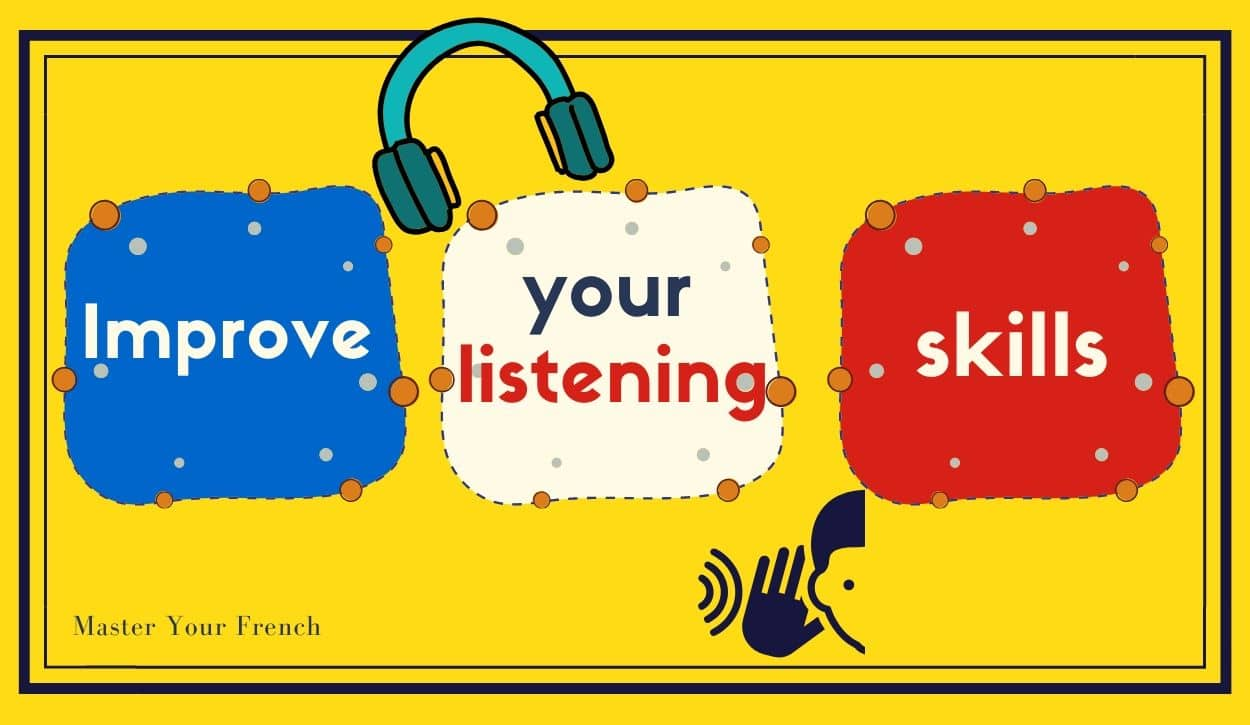 Improve
your
listening
skills
Master Your French